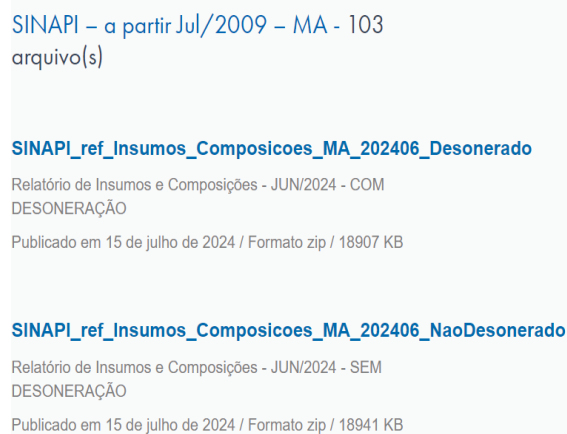 SINAPI – a partir Jul/2009 – MA - 103
arquivo(s)
SINAPI_ref_Insumos_Composicoes_MA_202406_Desonerado
Relatório de Insumos e Composições - JUN/2024 - COM
DESONERAÇÃO
Publicado em 15 de julho de 2024 / Formato zip / 18907 KB
SINAPI_ref_Insumos_Composicoes_MA_202406_NaoDesonerado
Relatório de Insumos e Composições - JUN/2024 - SEM
DESONERAÇÃO
Publicado em 15 de julho de 2024 / Formato zip / 18941 KB